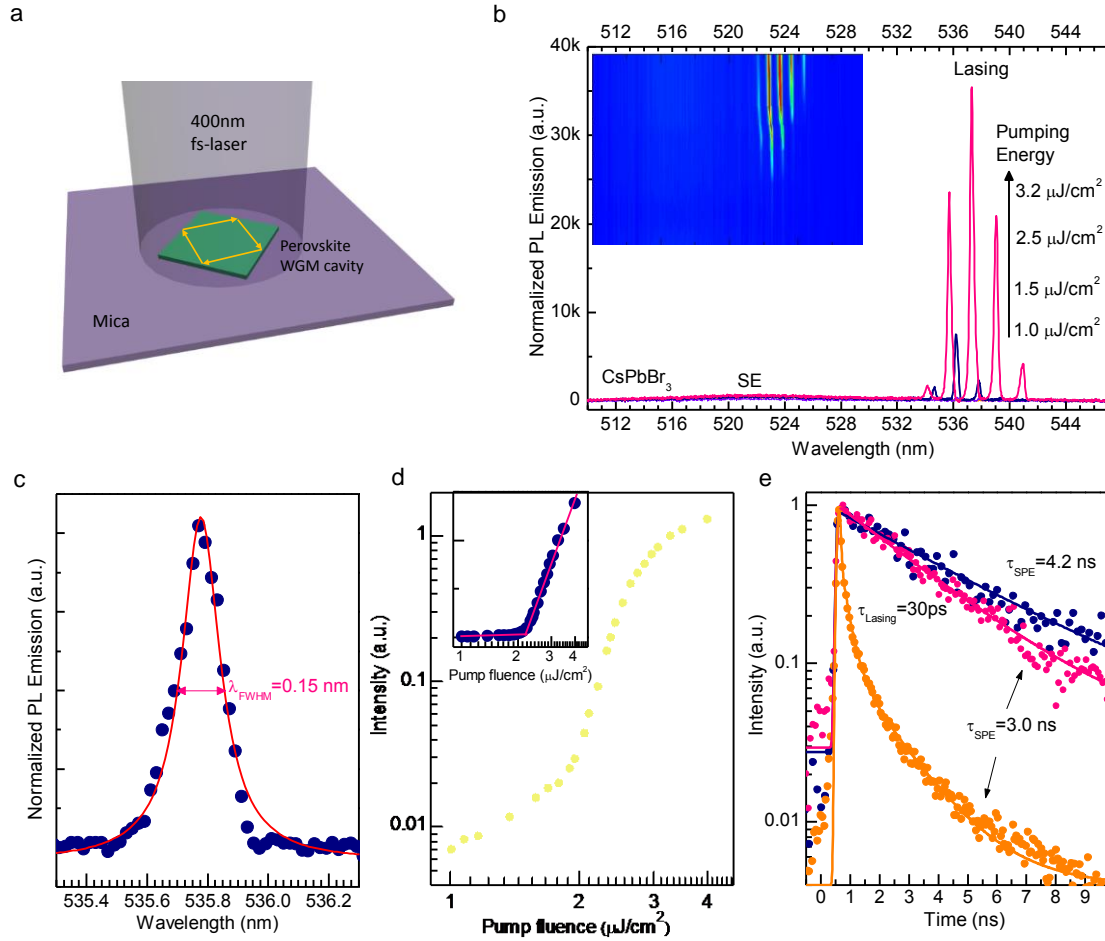 a
400nm
fs-laser
Perovskite
WGM cavity
Mica
b
512 516 520 524 528 532 536 540 544
40k
30k
20k
10k
0
Normalized PL Emission (a.u.)
Lasing
Pumping
Energy
3.2 μJ/cm²
2.5 μJ/cm²
1.5 μJ/cm²
1.0 μJ/cm²
CsPbBr₃
SE
512 516 520 524 528 532 536 540 544
Wavelength (nm)
c
Normalized PL Emission (a.u.)
λFWHM=0.15 nm
535.4 535.6 535.8 536.0 536.2
Wavelength (nm)
d
Intensity (a.u.)
1
0.1
0.01
1 2 3 4
Pump fluence (μJ/cm²)
1 2 3 4
Pump fluence (μJ/cm²)
e
Intensity (a.u.)
1
0.1
0.01
τSPE=4.2 ns
τLasing=30ps
τSPE=3.0 ns
0 1 2 3 4 5 6 7 8 9
Time (ns)